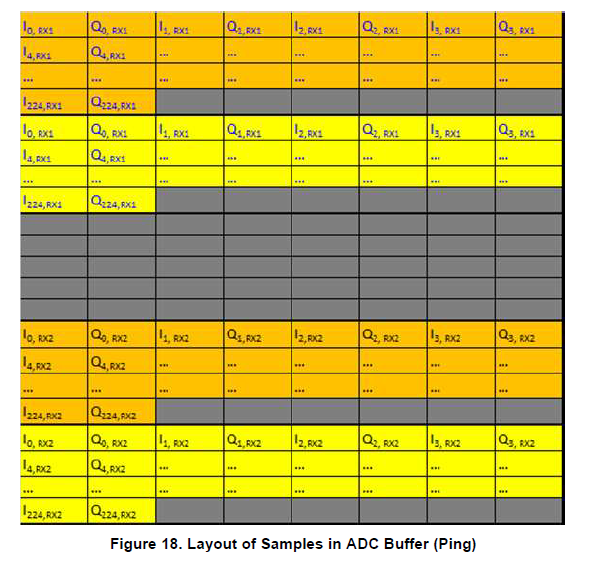 I0, RX1 Q0, RX1 I1, RX1 Q1,RX1 I2,RX1 Q2, RX1 I3, RX1 Q3, RX1
I4,RX1 Q4,RX1 ... ... ... ... ... ...
... ... ... ... ... ... ... ...
I224,RX1 Q224,RX1
I0, RX1 Q0, RX1 I1, RX1 Q1,RX1 I2,RX1 Q2, RX1 I3, RX1 Q3, RX1
I4,RX1 Q4,RX1 ... ... ... ... ... ...
... ... ... ... ... ... ... ...
I224,RX1 Q224,RX1
I0, RX2 Q0, RX2 I1, RX2 Q1,RX2 I2,RX2 Q2, RX2 I3, RX2 Q3, RX2
I4,RX2 Q4,RX2 ... ... ... ... ... ...
... ... ... ... ... ... ... ...
I224,RX2 Q224,RX2
I0, RX2 Q0, RX2 I1, RX2 Q1,RX2 I2,RX2 Q2, RX2 I3, RX2 Q3, RX2
I4,RX2 Q4,RX2 ... ... ... ... ... ...
... ... ... ... ... ... ... ...
I224,RX2 Q224,RX2
Figure 18. Layout of Samples in ADC Buffer (Ping)